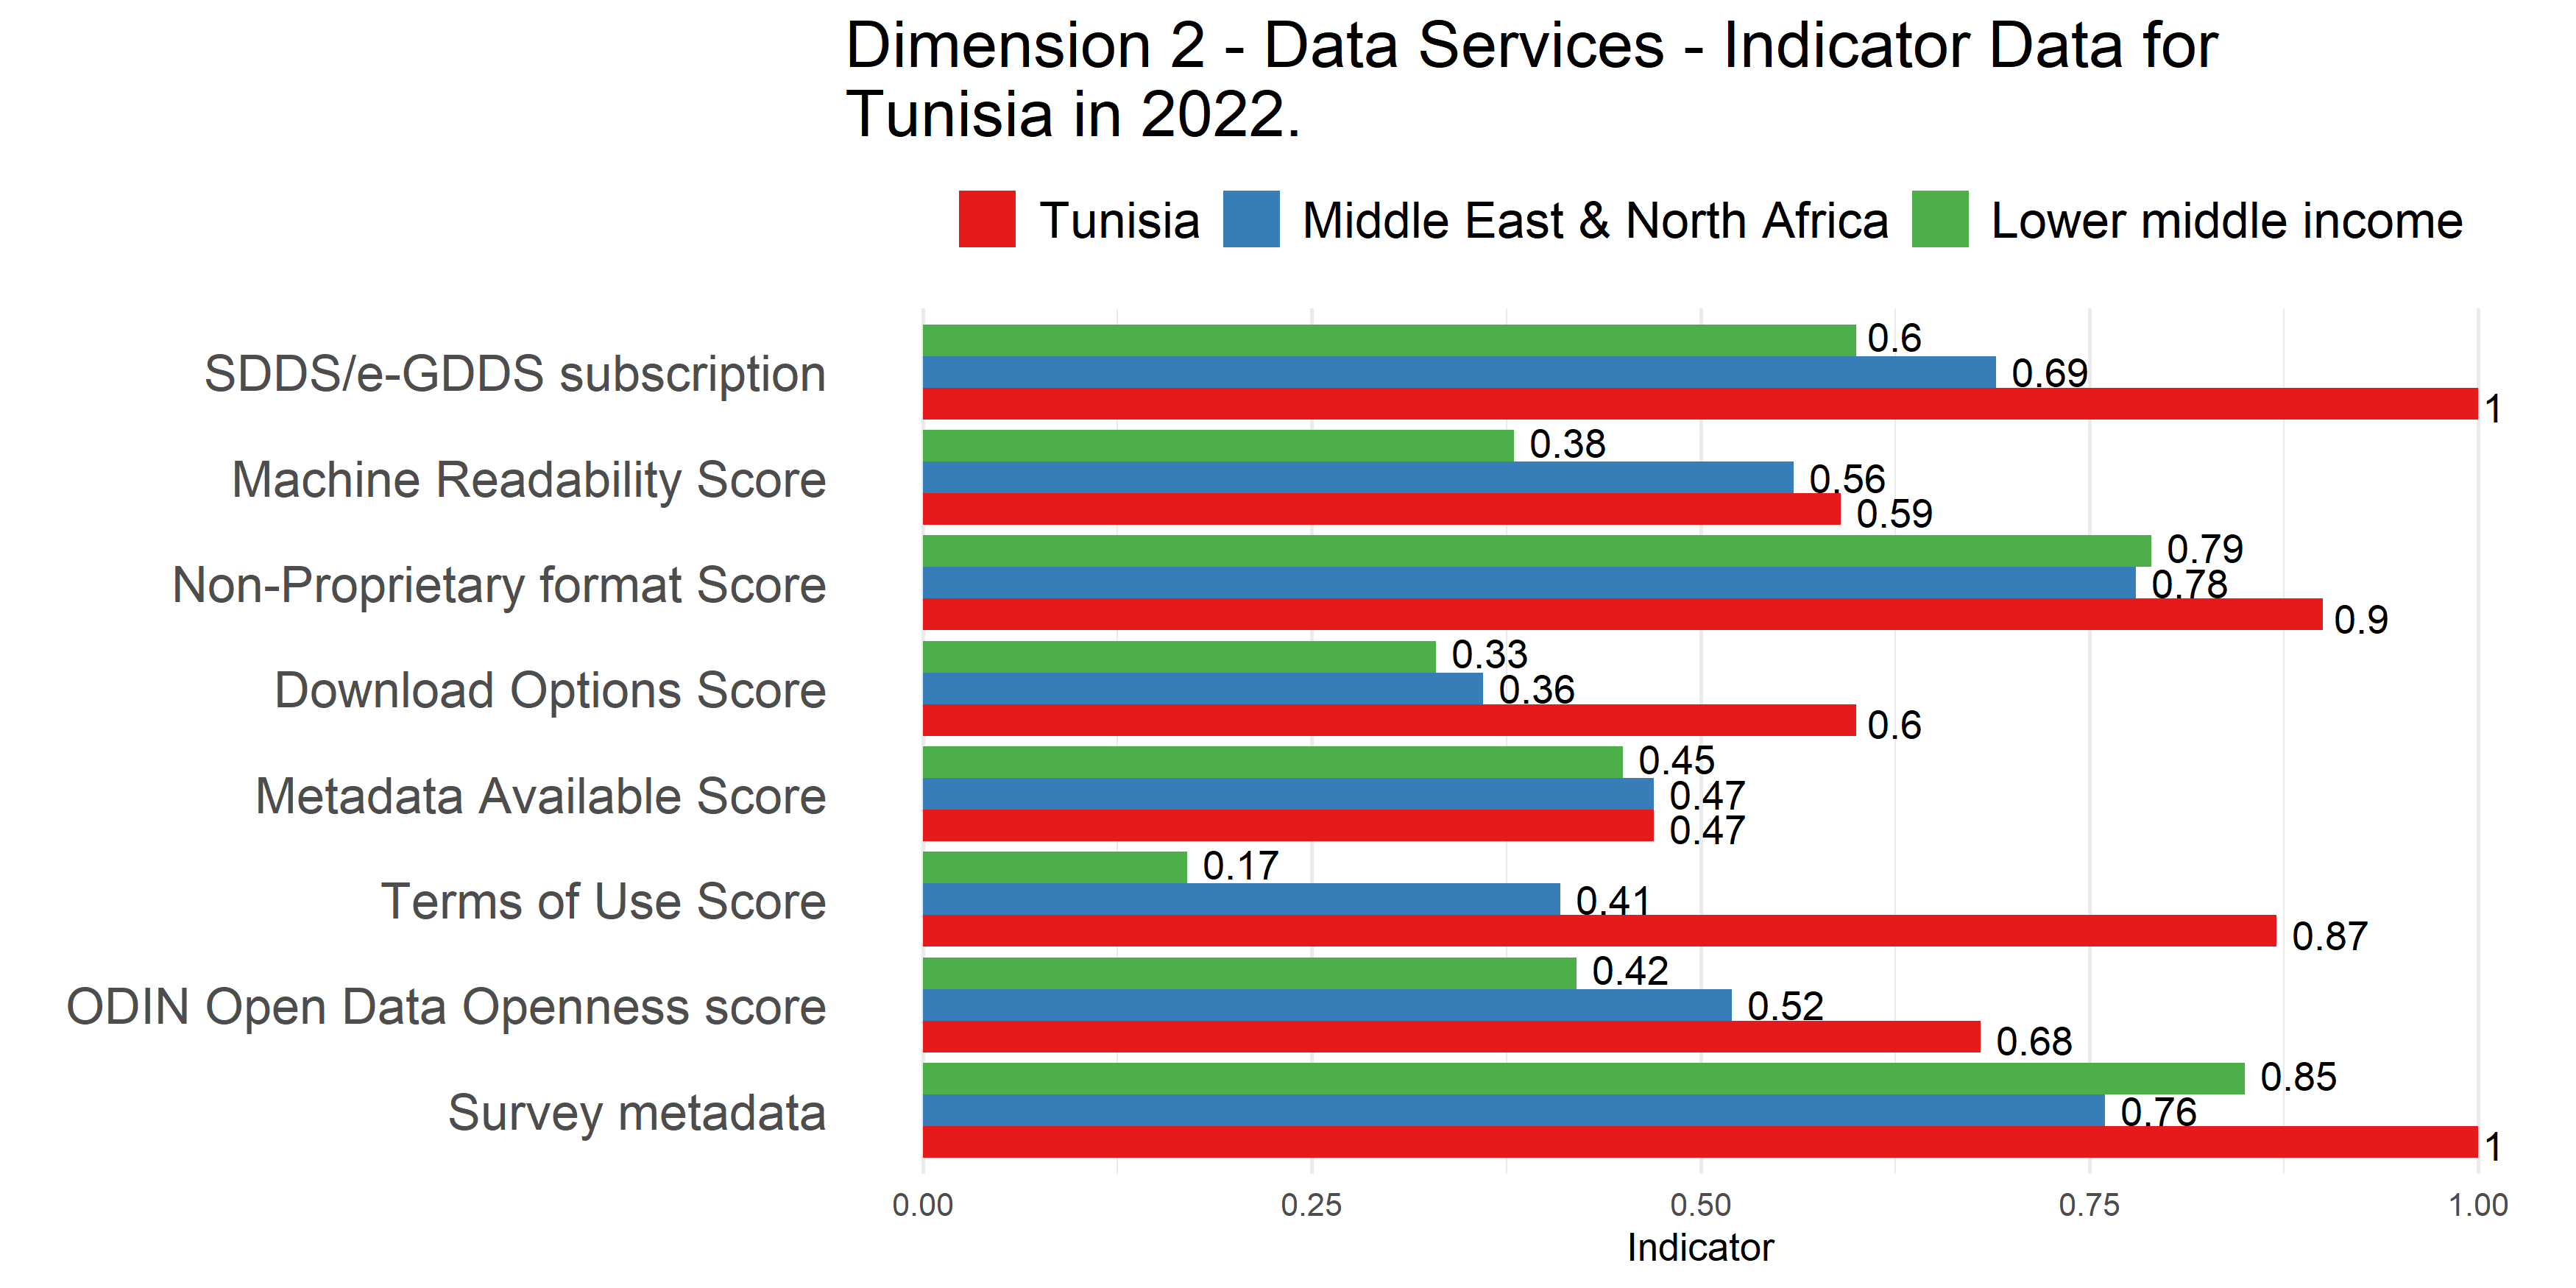 Dimension 2 - Data Services - Indicator Data for
Tunisia in 2022.
Tunisia
Middle East & North Africa
Lower middle income
SDDS/e-GDDS subscription
0.6
0.69
1
Machine Readability Score
0.38
0.56
0.59
Non-Proprietary format Score
0.79
0.78
0.9
Download Options Score
0.33
0.36
0.6
Metadata Available Score
0.45
0.47
0.47
Terms of Use Score
0.17
0.41
0.87
ODIN Open Data Openness score
0.42
0.52
0.68
Survey metadata
0.85
0.76
1
0.00 0.25 0.50 0.75 1.00
Indicator